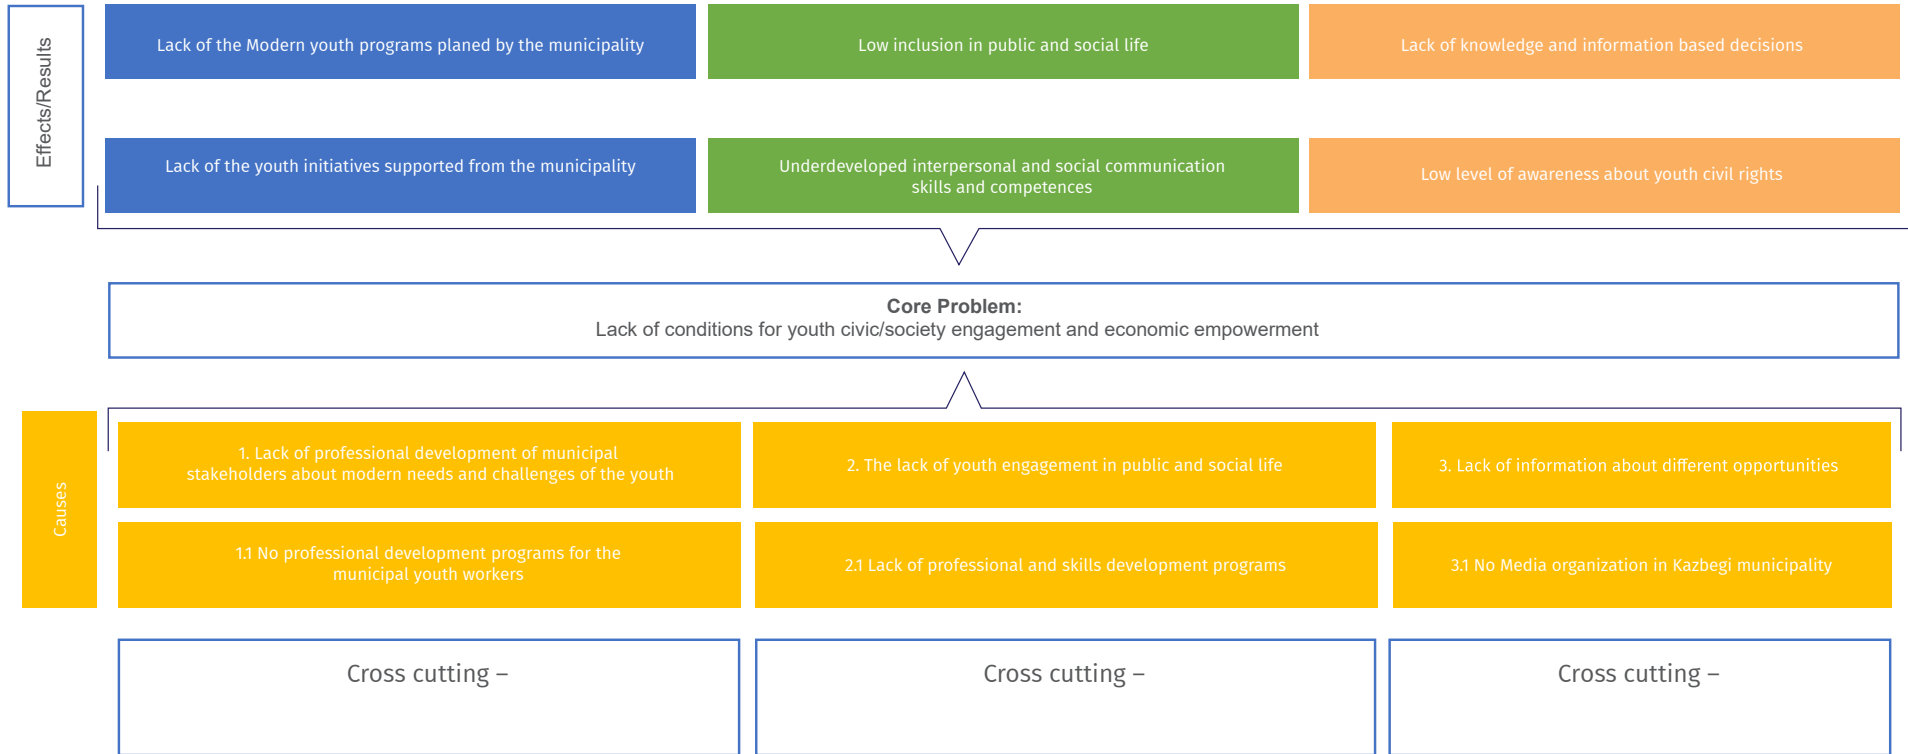 Effects/Results
Lack of the Modern youth programs planed by the municipality
Low inclusion in public and social life
Lack of knowledge and information based decisions
Lack of the youth initiatives supported from the municipality
Underdeveloped interpersonal and social communication
skills and competences
Low level of awareness about youth civil rights
Core Problem:
Lack of conditions for youth civic/society engagement and economic empowerment
Causes
1. Lack of professional development of municipal
stakeholders about modern needs and challenges of the youth
2. The lack of youth engagement in public and social life
3. Lack of information about different opportunities
1.1 No professional development programs for the
municipal youth workers
2.1 Lack of professional and skills development programs
3.1 No Media organization in Kazbegi municipality
Cross cutting –
Cross cutting –
Cross cutting –